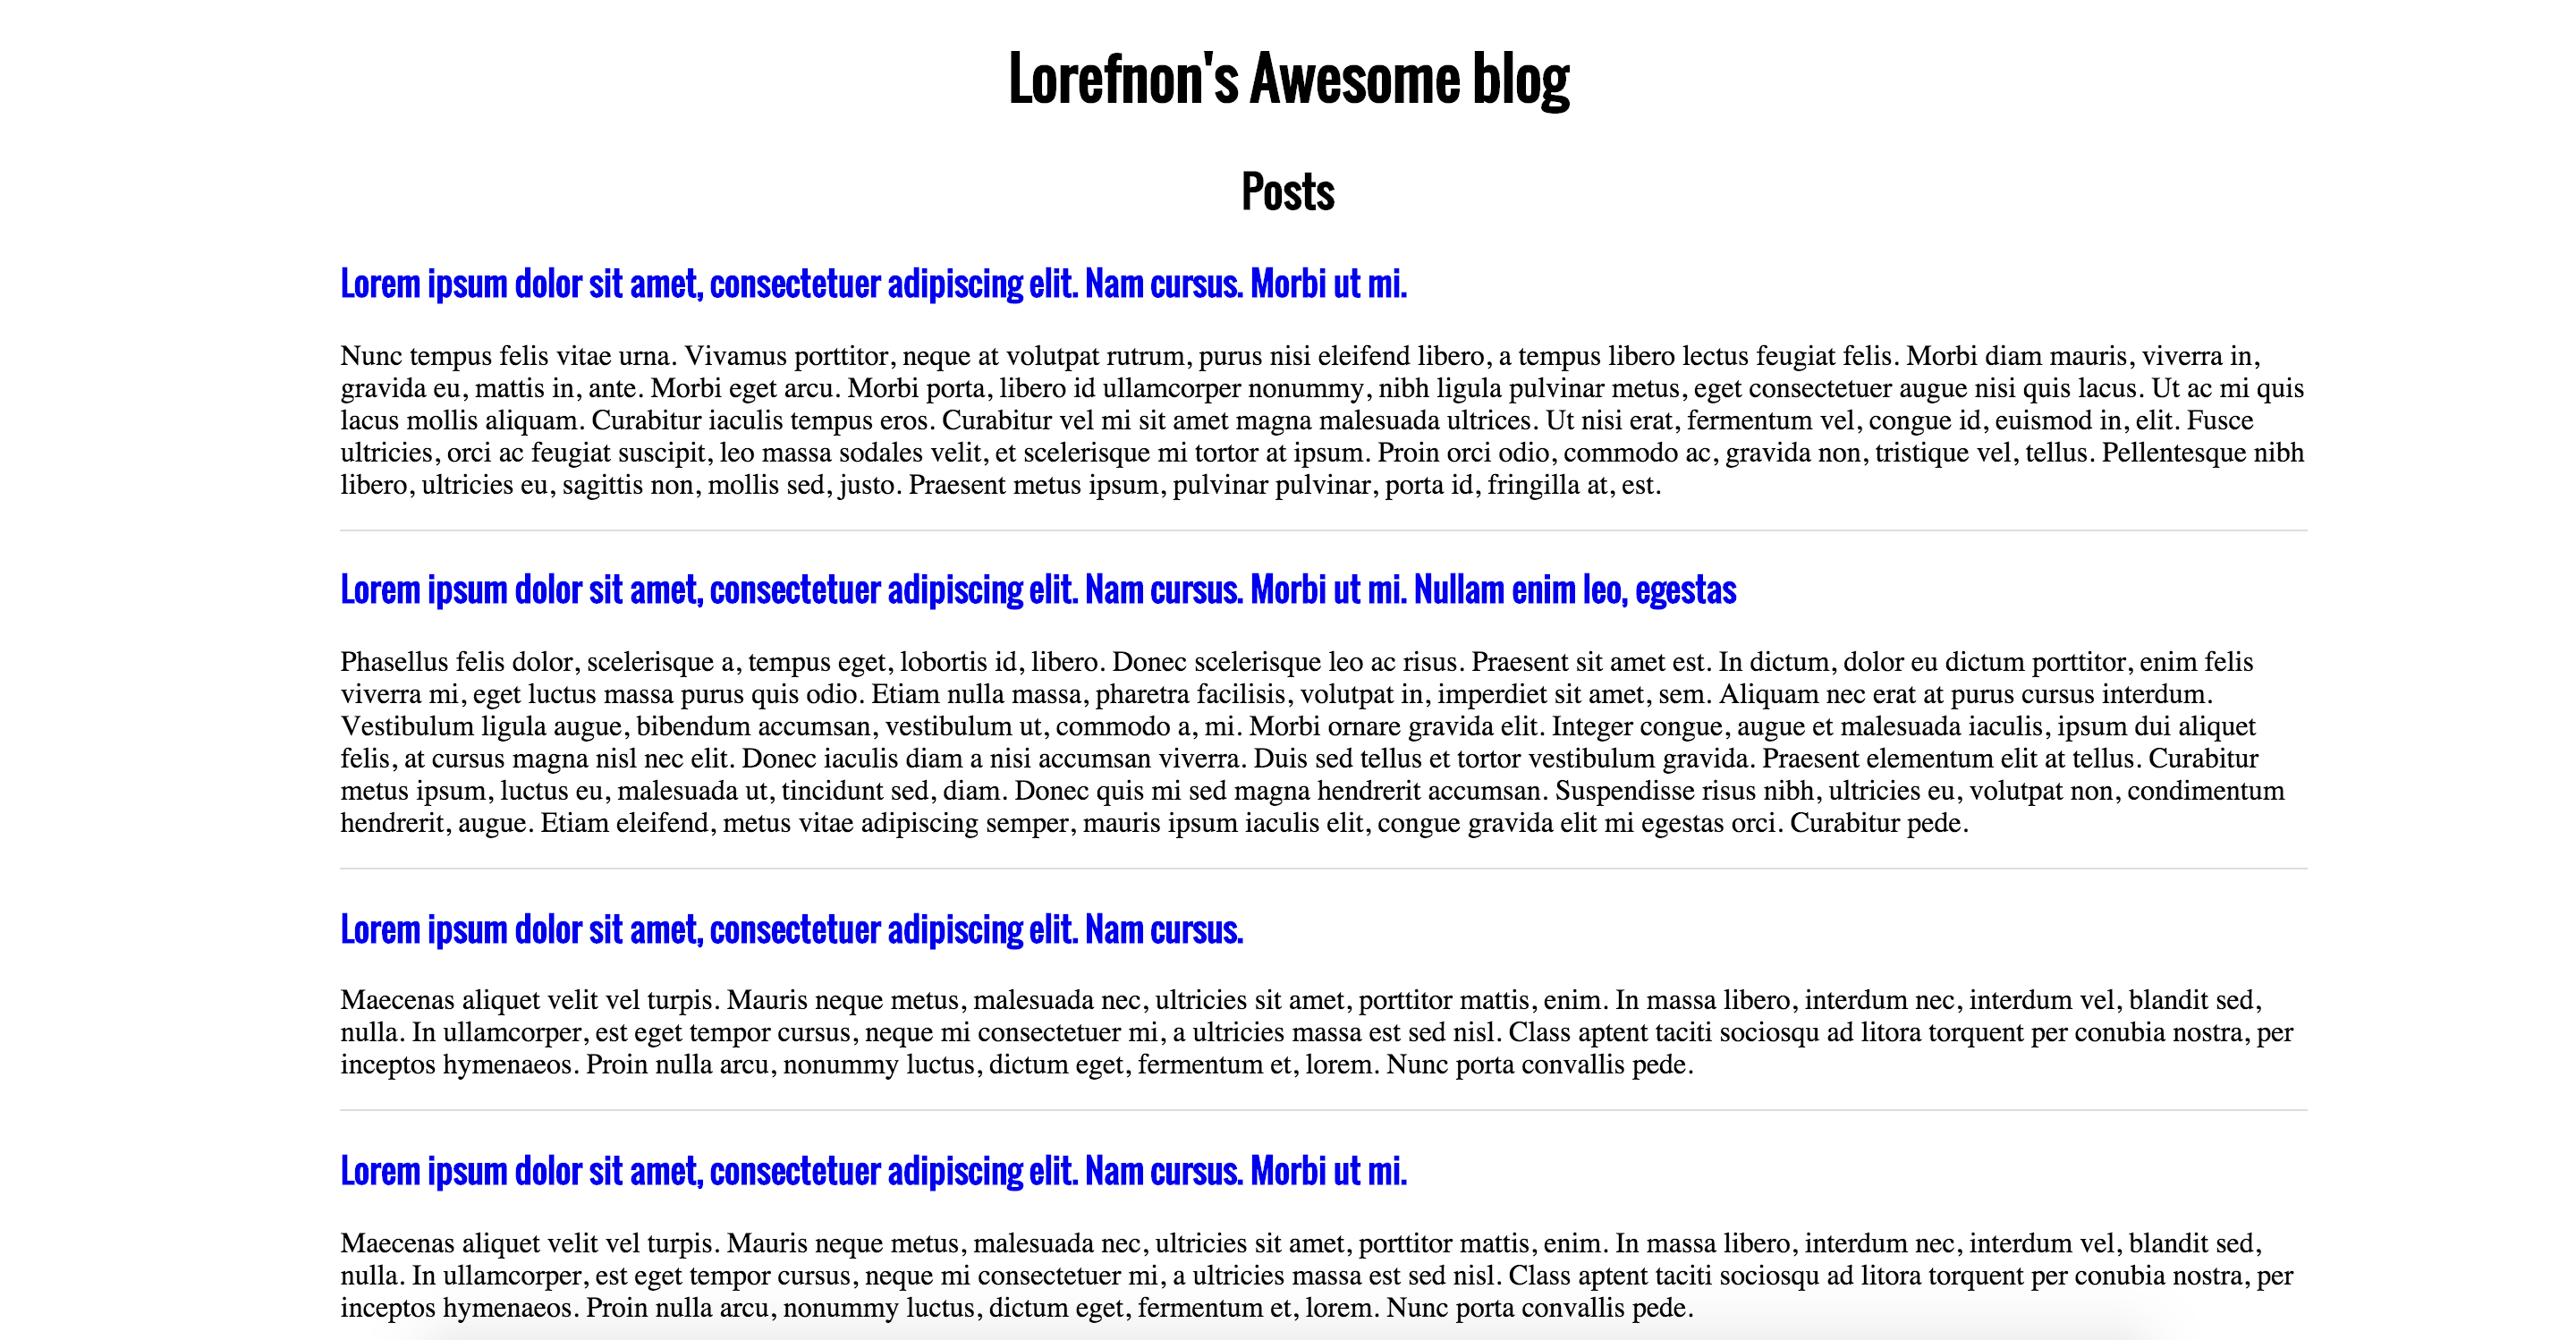 Lorefnon's Awesome blog
Posts
Lorem ipsum dolor sit amet, consectetuer adipiscing elit. Nam cursus. Morbi ut mi.
Nunc tempus felis vitae urna. Vivamus porttitor, neque at volutpat rutrum, purus nisi eleifend libero, a tempus libero lectus feugiat felis. Morbi diam mauris, viverra in,
gravida eu, mattis in, ante. Morbi eget arcu. Morbi porta, libero id ullamcorper nonummy, nibh ligula pulvinar metus, eget consectetuer augue nisi quis lacus. Ut ac mi quis
lacus mollis aliquam. Curabitur iaculis tempus eros. Curabitur vel mi sit amet magna malesuada ultrices. Ut nisi erat, fermentum vel, congue id, euismod in, elit. Fusce
ultricies, orci ac feugiat suscipit, leo massa sodales velit, et scelerisque mi tortor at ipsum. Proin orci odio, commodo ac, gravida non, tristique vel, tellus. Pellentesque nibh
libero, ultricies eu, sagittis non, mollis sed, justo. Praesent metus ipsum, pulvinar pulvinar, porta id, fringilla at, est.
Lorem ipsum dolor sit amet, consectetuer adipiscing elit. Nam cursus. Morbi ut mi. Nullam enim leo, egestas
Phasellus felis dolor, scelerisque a, tempus eget, lobortis id, libero. Donec scelerisque leo ac risus. Praesent sit amet est. In dictum, dolor eu dictum porttitor, enim felis
viverra mi, eget luctus massa purus quis odio. Etiam nulla massa, pharetra facilisis, volutpat in, imperdiet sit amet, sem. Aliquam nec erat at purus cursus interdum.
Vestibulum ligula augue, bibendum accumsan, vestibulum ut, commodo a, mi. Morbi ornare gravida elit. Integer congue, augue et malesuada iaculis, ipsum dui aliquet
felis, at cursus magna nisl nec elit. Donec iaculis diam a nisi accumsan viverra. Duis sed tellus et tortor vestibulum gravida. Praesent elementum elit at tellus. Curabitur
metus ipsum, luctus eu, malesuada ut, tincidunt sed, diam. Donec quis mi sed magna hendrerit accumsan. Suspendisse risus nibh, ultricies eu, volutpat non, condimentum
hendrerit, augue. Etiam eleifend, metus vitae adipiscing semper, mauris ipsum iaculis elit, congue gravida elit mi egestas orci. Curabitur pede.
Lorem ipsum dolor sit amet, consectetuer adipiscing elit. Nam cursus.
Maecenas aliquet velit vel turpis. Mauris neque metus, malesuada nec, ultricies sit amet, porttitor mattis, enim. In massa libero, interdum nec, interdum vel, blandit sed,
nulla. In ullamcorper, est eget tempor cursus, neque mi consectetuer mi, a ultricies massa est sed nisl. Class aptent taciti sociosqu ad litora torquent per conubia nostra, per
inceptos hymenaeos. Proin nulla arcu, nonummy luctus, dictum eget, fermentum et, lorem. Nunc porta convallis pede.
Lorem ipsum dolor sit amet, consectetuer adipiscing elit. Nam cursus. Morbi ut mi.
Maecenas aliquet velit vel turpis. Mauris neque metus, malesuada nec, ultricies sit amet, porttitor mattis, enim. In massa libero, interdum nec, interdum vel, blandit sed,
nulla. In ullamcorper, est eget tempor cursus, neque mi consectetuer mi, a ultricies massa est sed nisl. Class aptent taciti sociosqu ad litora torquent per conubia nostra, per
inceptos hymenaeos. Proin nulla arcu, nonummy luctus, dictum eget, fermentum et, lorem. Nunc porta convallis pede.